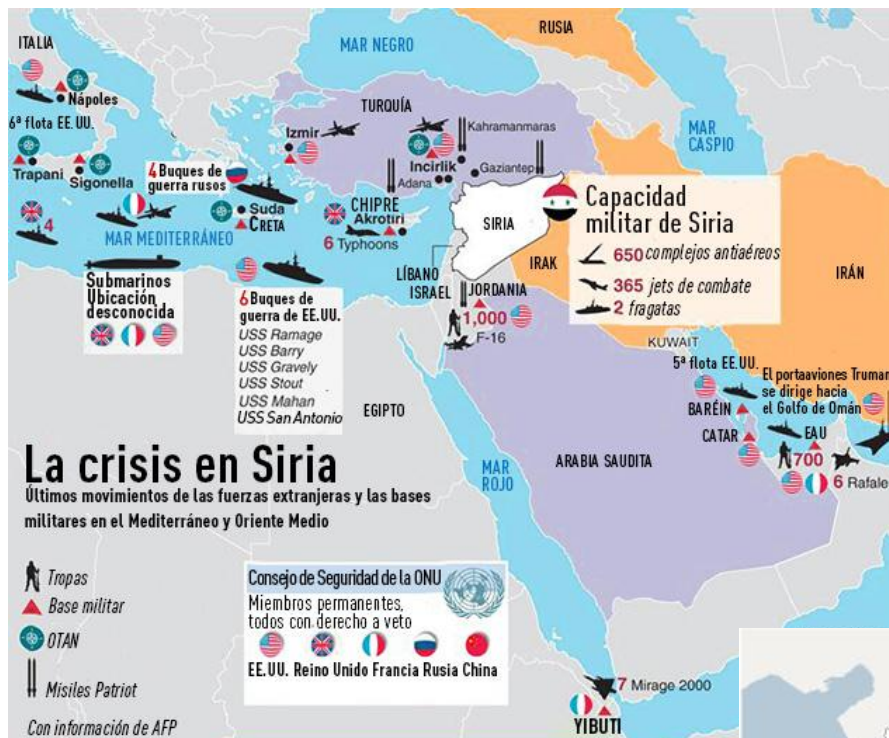 ITALIA
Nápoles
6ª flota EE.UU.
Trapani
Sigonella
4 Buques de
guerra rusos
4
MAR MEDITERRÁNEO
Submarinos
Ubicación
desconocida
Suda
CRETA
6 Buques de
guerra de EE.UU.
USS Ramage
USS Barry
USS Gravely
USS Stout
USS Mahan
USS San Antonio
MAR NEGRO
TURQUÍA
Izmir
Incirlik
Adana
Kahramanmaras
Gaziantep
CHIPRE
Akrotiri
6 Typhoons
RUSIA
MAR
CASPIO
SIRIA
LÍBANO
ISRAEL
JORDANIA
1,000
F-16
IRAK
IRÁN
Capacidad
militar de Siria
650 complejos antiaéreos
365 jets de combate
2 fragatas
KUWAIT
5ª flota EE.UU.
El portaaviones Truman
se dirige hacia
el Golfo de Omán
BARÉIN
CATAR
EAU
700
6 Rafale
EGIPTO
MAR
ROJO
ARABIA SAUDITA
La crisis en Siria
Últimos movimientos de las fuerzas extranjeras y las bases
militares en el Mediterráneo y Oriente Medio
Tropas
Base militar
OTAN
Misiles Patriot
Con información de AFP
Consejo de Seguridad de la ONU
Miembros permanentes,
todos con derecho a veto
EE.UU. Reino Unido Francia Rusia China
7 Mirage 2000
YIBUTI